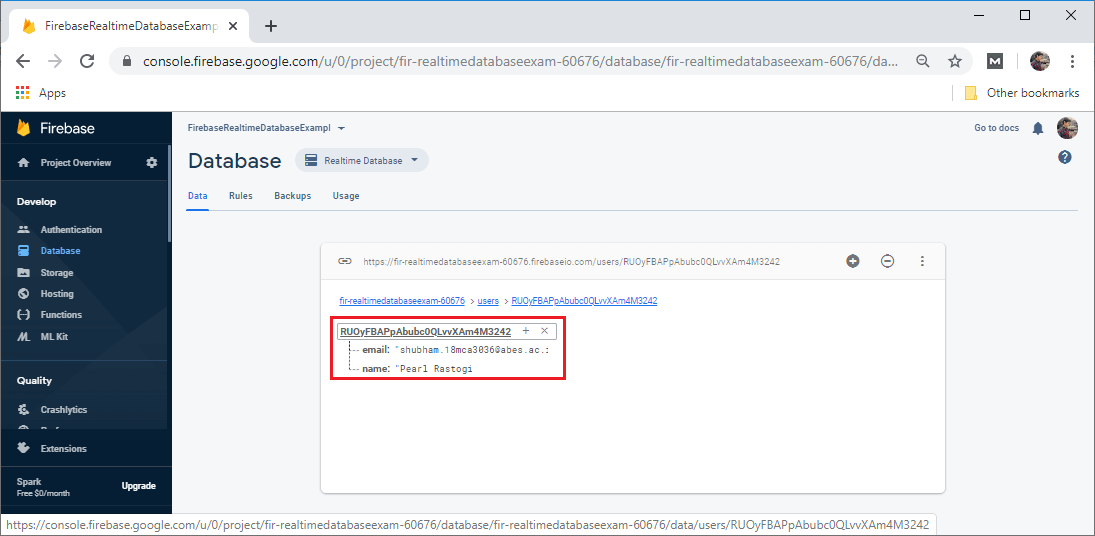 FirebaseRealtimeDatabaseExamp
console.firebase.google.com/u/0/project/fir-realtimedatabaseexam-60676/database/fir-realtimedatabaseexam-60676/da...
M
Apps
Other bookmarks
Firebase
FirebaseRealtimeDatabaseExampl
Go to docs
Project Overview
Database
Realtime Database
?
Data
Rules
Backups
Usage
Develop
Authentication
Database
Storage
Hosting
Functions
ML Kit
Quality
Crashlytics
Extensions
Spark
Free $0/month
Upgrade
https://fir-realtimedatabaseexam-60676.firebaseio.com/users/RUOyFBAPpAbubc0QLvvXAm4M3242
fir-realtimedatabaseexam-60676 > users > RUOyFBAPpAbubc0QLvvXAm4M3242
RUOyFBAPpAbubc0QLvvXAm4M3242 + ×
email: "shubham.18mca3036@abes.ac.i
name: "Pearl Rastogi
https://console.firebase.google.com/u/0/project/fir-realtimedatabaseexam-60676/database/fir-realtimedatabaseexam-60676/data/users/RUOyFBAPpAbubc0QLvvXAm4M3242